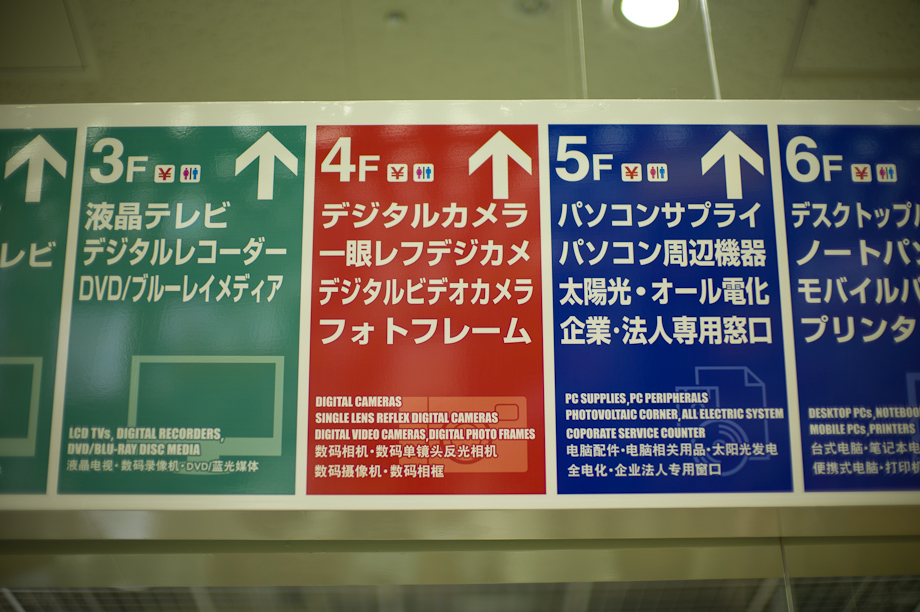 レビ
3F ¥
液晶テレビ
デジタルレコーダー
DVD/ブルーレイメディア
LCD TVs, DIGITAL RECORDERS,
DVD/BLU-RAY DISC MEDIA
液晶电视・数码录像机・DVD/蓝光媒体
4F ¥
デジタルカメラ
一眼レフデジカメ
デジタルビデオカメラ
フォトフレーム
DIGITAL CAMERAS
SINGLE LENS REFLEX DIGITAL CAMERAS
DIGITAL VIDEO CAMERAS, DIGITAL PHOTO FRAMES
数码相机・数码单镜头反光相机
数码摄像机・数码相框
5F ¥
パソコンサプライ
パソコン周辺機器
太陽光・オール電化
企業・法人専用窓口
PC SUPPLIES, PC PERIPHERALS
PHOTOVOLTAIC CORNER, ALL ELECTRIC SYSTEM
COPORATE SERVICE COUNTER
电脑配件・电脑相关用品・太阳光发电
全电化・企业法人专用窗口
6F ¥
デスクトップ
ノートパソ
モバイルパ
プリンタ
DESKTOP PCs, NOTEBOO
MOBILE PCs, PRINTERS
台式电脑・笔记本电
便携式电脑・打印机